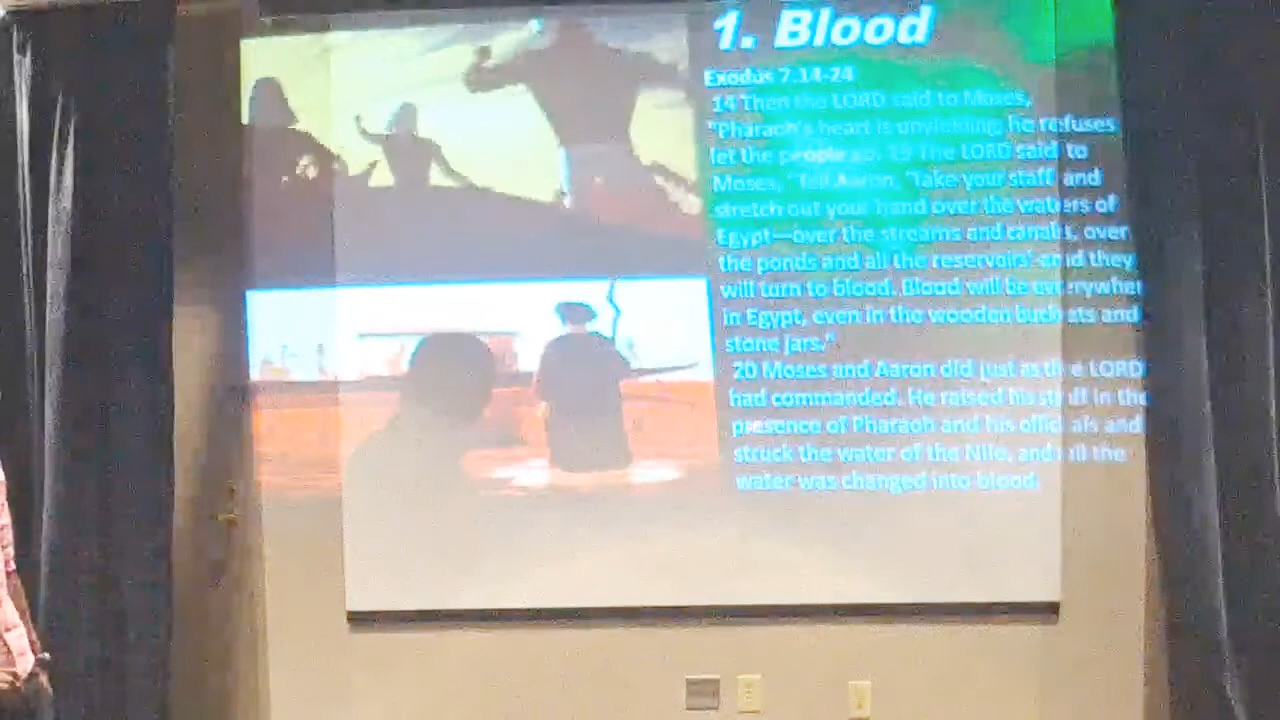 1. Blood
Exodus 7.14-24
14 Then the LORD said to Moses,
"Pharaoh's heart is unyielding; he refuses
let the people go. 19 The LORD said to
Moses, "Tell Aaron, 'Take your staff and
stretch out your hand over the waters of
Egypt—over the streams and canals, over
the ponds and all the reservoirs'-and they
will turn to blood. Blood will be everywher
in Egypt, even in the wooden buckets and
stone jars."
20 Moses and Aaron did just as the LORD
had commanded. He raised his staff in the
presence of Pharaoh and his officials and
struck the water of the Nile, and all the
water was changed into blood.